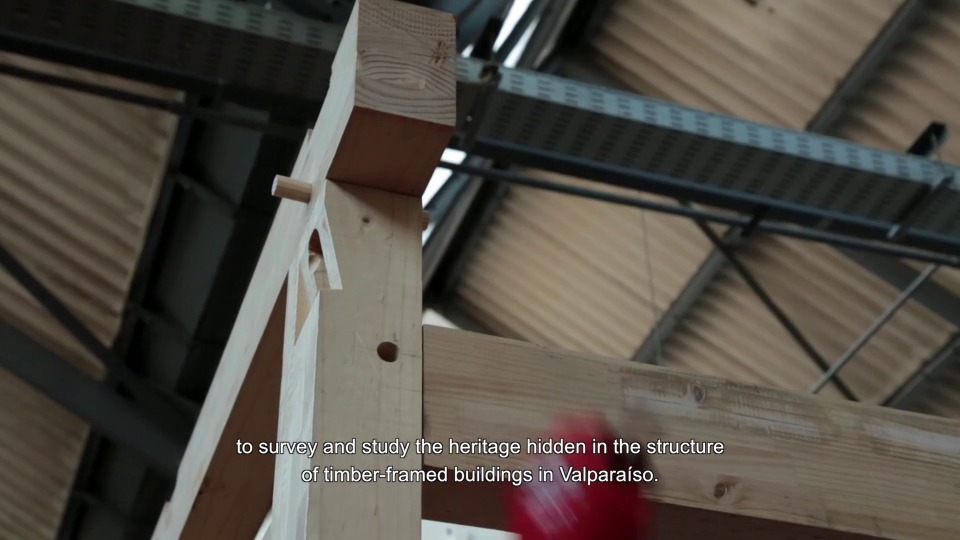 to survey and study the heritage hidden in the structure
of timber-framed buildings in Valparaíso.